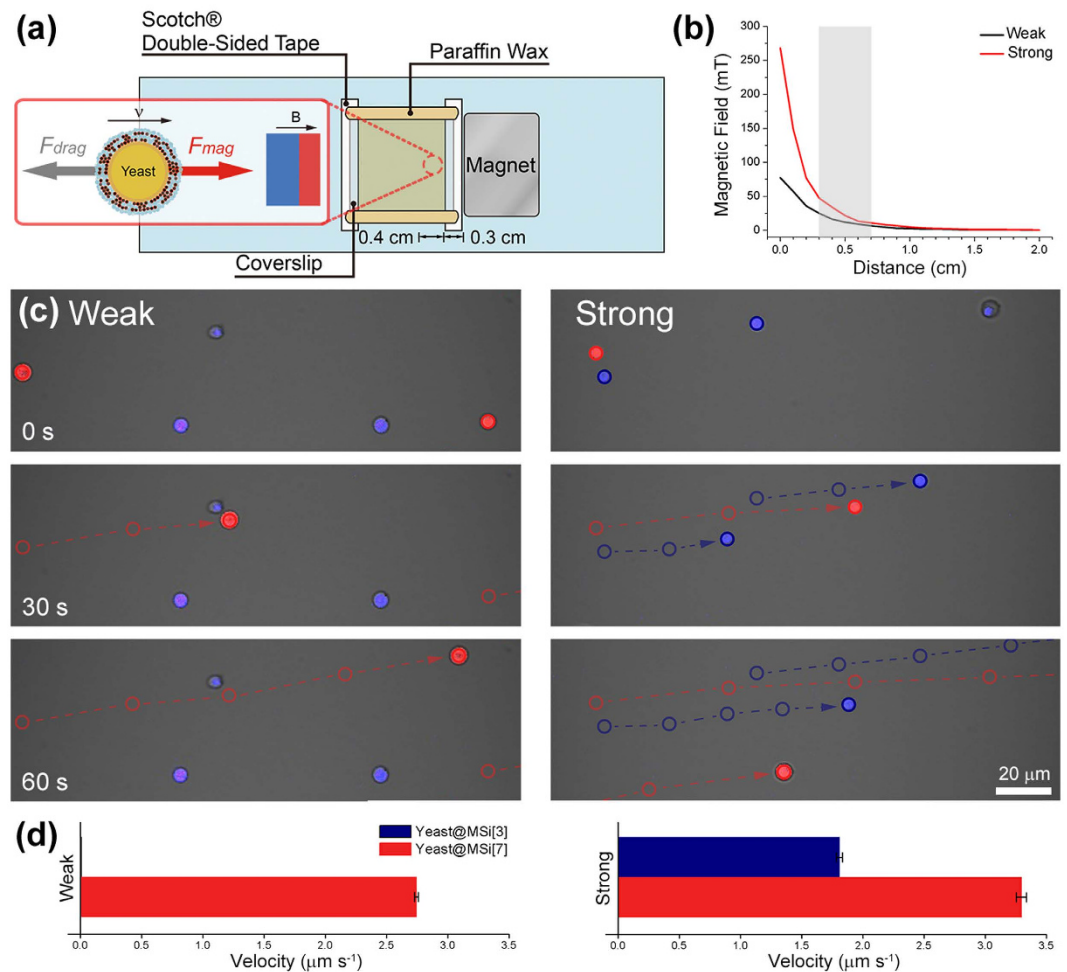 (a)
Scotch®
Double-Sided Tape
Paraffin Wax
ν
B
Fdrag
Fmag
Yeast
Magnet
0.4 cm
0.3 cm
Coverslip
(b)
Weak
Strong
Magnetic Field (mT)
300
250
200
150
100
50
0
0.0 0.5 1.0 1.5 2.0
Distance (cm)
(c) Weak
Strong
0 s
30 s
60 s
20 μm
(d)
Yeast@MSi[3]
Yeast@MSi[7]
Weak
0.0 0.5 1.0 1.5 2.0 2.5 3.0 3.5
Velocity (μm s⁻¹)
Strong
0.0 0.5 1.0 1.5 2.0 2.5 3.0 3.5
Velocity (μm s⁻¹)